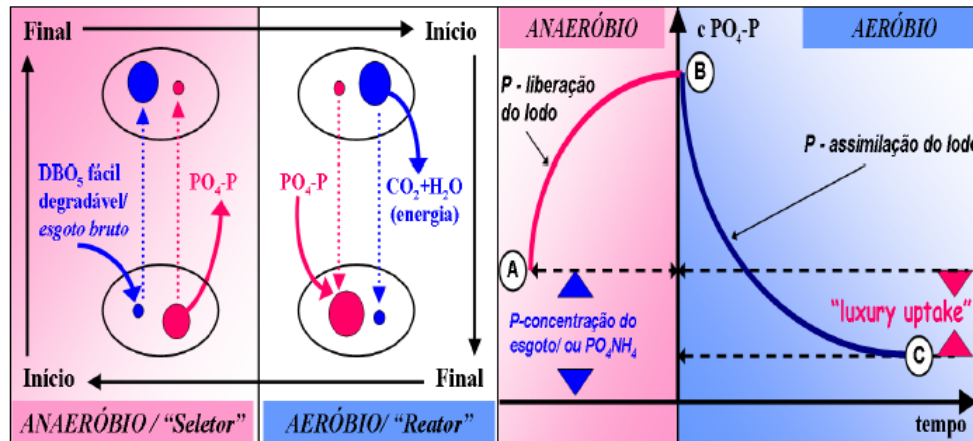 Final
Início
DBO₅ fácil
degradável/
esgoto bruto
PO₄-P
PO₄-P
CO₂+H₂O
(energia)
Início
Final
ANAERÓBIO / “Seletor”
AERÓBIO/ “Reator”
ANAERÓBIO
c PO₄-P
AERÓBIO
B
P - liberação
do lodo
P - assimilação do lodo
A
P-concentração do
esgoto/ ou PO₄NH₄
“luxury uptake”
C
tempo